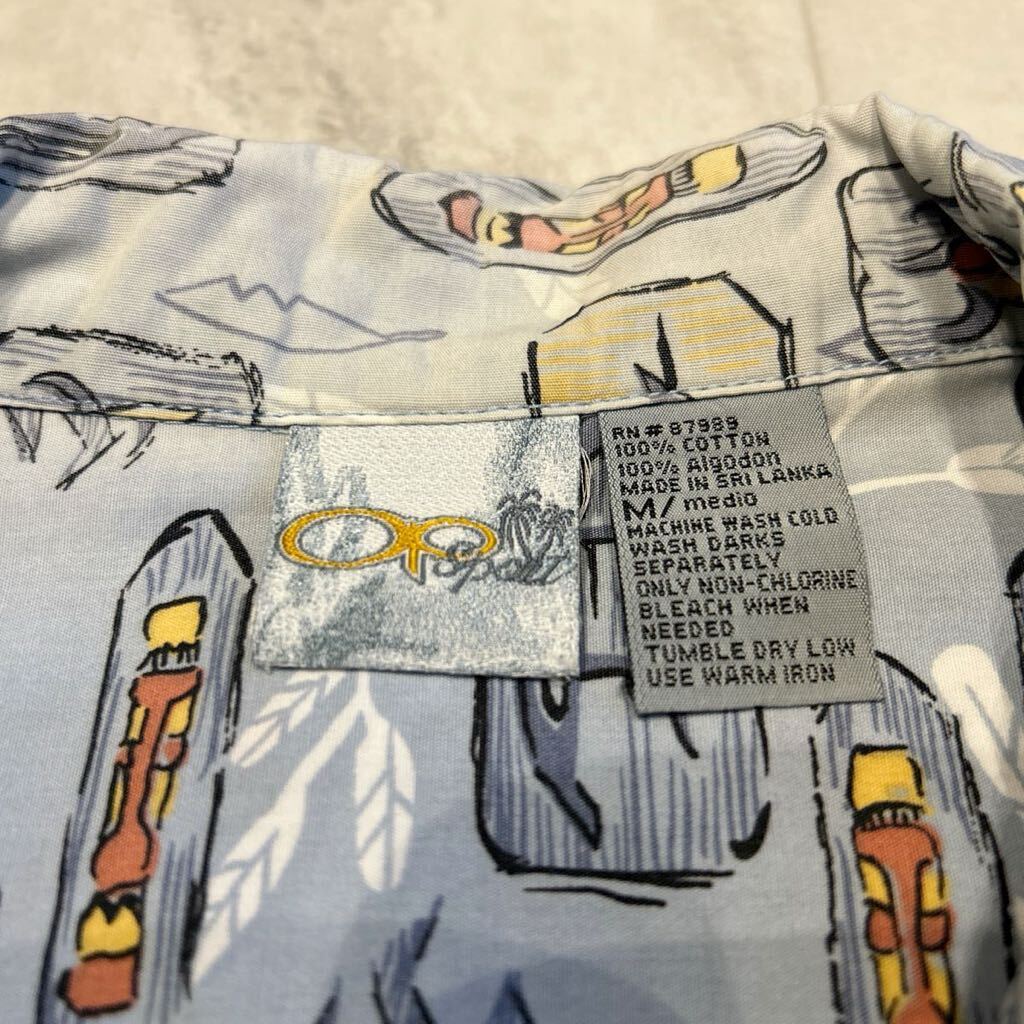 OP
Sport
RN# 87989
100% COTTON
100% Algodon
MADE IN SRI LANKA
M/ medio
MACHINE WASH COLD
WASH DARKS
SEPARATELY
ONLY NON-CHLORINE
BLEACH WHEN
NEEDED
TUMBLE DRY LOW
USE WARM IRON